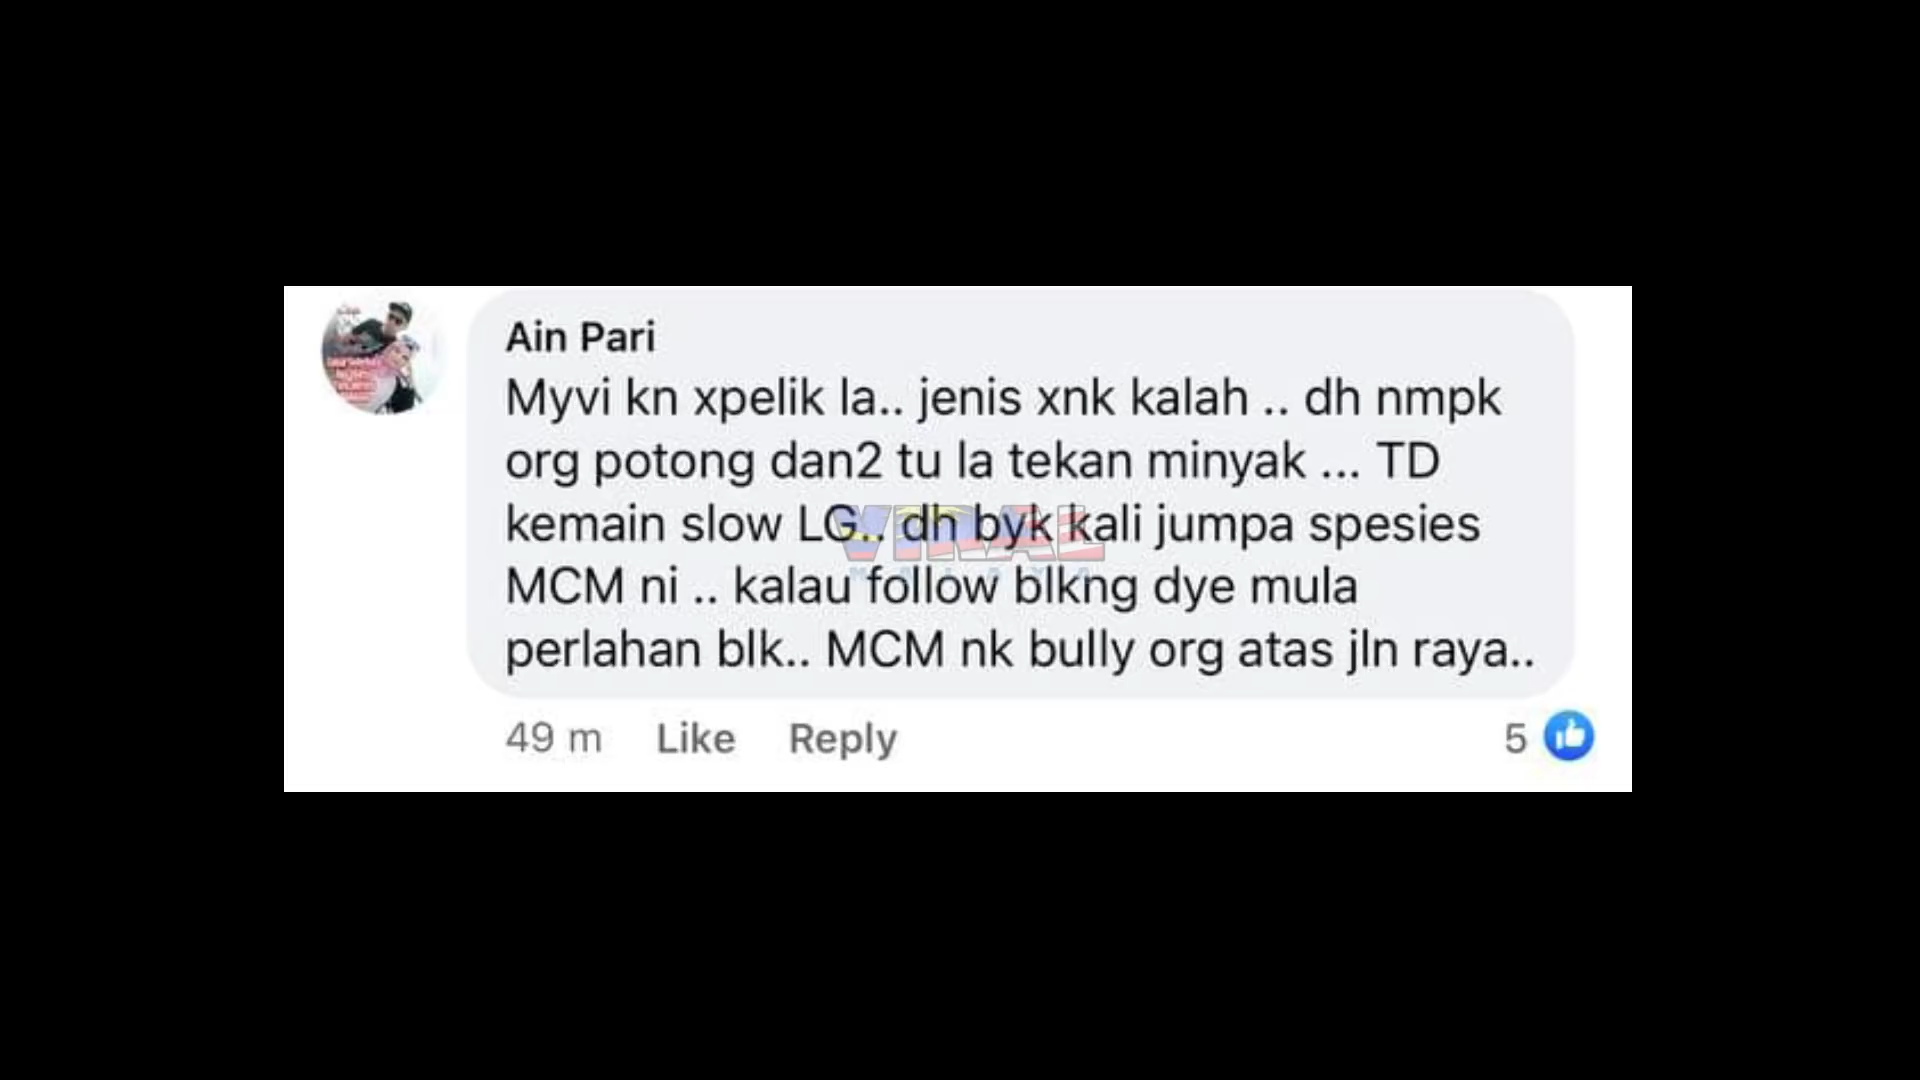 Ain Pari
Myvi kn xpelik la.. jenis xnk kalah .. dh nmpk
org potong dan2 tu la tekan minyak ... TD
kemain slow LG.. dh byk kali jumpa spesies
MCM ni .. kalau follow blkng dye mula
perlahan blk.. MCM nk bully org atas jln raya..
49 m Like Reply 5
VIRAL
MALAYA